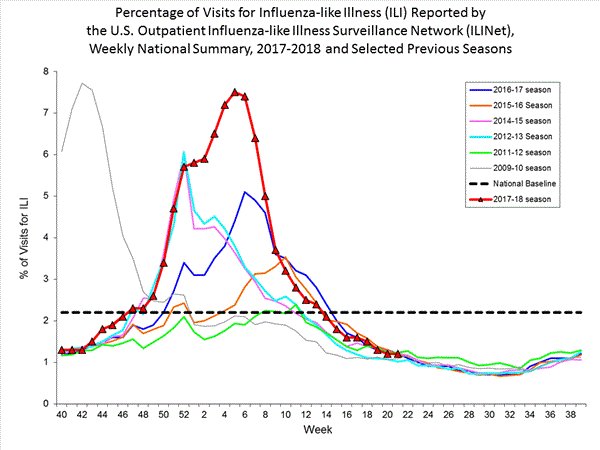 Percentage of Visits for Influenza-like Illness (ILI) Reported by
the U.S. Outpatient Influenza-like Illness Surveillance Network (ILINet),
Weekly National Summary, 2017-2018 and Selected Previous Seasons
8
7
6
5
4
3
2
1
0
% of Visits for ILI
2016-17 season
2015-16 Season
2014-15 season
2012-13 Season
2011-12 season
2009-10 season
National Baseline
2017-18 season
40 42 44 46 48 50 52 2 4 6 8 10 12 14 16 18 20 22 24 26 28 30 32 34 36 38
Week